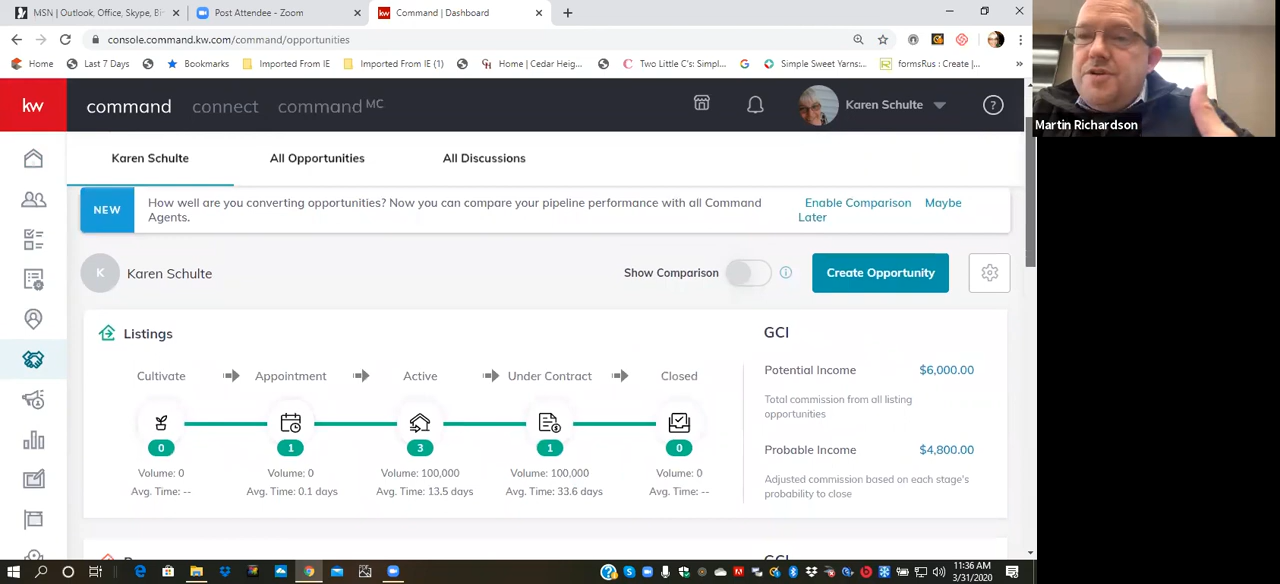 MSN | Outlook, Office, Skype, Bi
Post Attendee - Zoom
Command | Dashboard
console.command.kw.com/command/opportunities
Home
Last 7 Days
Bookmarks
Imported From IE
Imported From IE (1)
Home | Cedar Heig...
Two Little C's: Simpl...
Simple Svetse Yarns:...
formsRus : Create |...
kw
command
connect
command MC
Karen Schulte
Martin Richardson
Karen Schulte
All Opportunities
All Discussions
NEW
How well are you converting opportunities? Now you can compare your pipeline performance with all Command
Agents.
Enable Comparison
Maybe
Later
K
Karen Schulte
Show Comparison
Create Opportunity
Listings
GCI
Cultivate
Appointment
Active
Under Contract
Closed
Potential Income
$6,000.00
Total commission from all listing
opportunities
0
1
3
1
0
Probable Income
$4,800.00
Volume: 0
Volume: 0
Volume: 100,000
Volume: 100,000
Volume: 0
Adjusted commission based on each stage's
probability to close
Avg. Time: --
Avg. Time: 0.1 days
Avg. Time: 13.5 days
Avg. Time: 33.6 days
Avg. Time: --
11:36 AM
3/31/2020